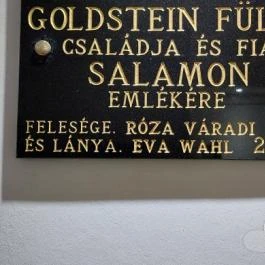 GOLDSTEIN FÜL
CSALÁDJA ÉS FIA
SALAMON
EMLÉKÉRE
FELESÉGE. RÓZA VÁRADI
ÉS LÁNYA. EVA WAHL 2